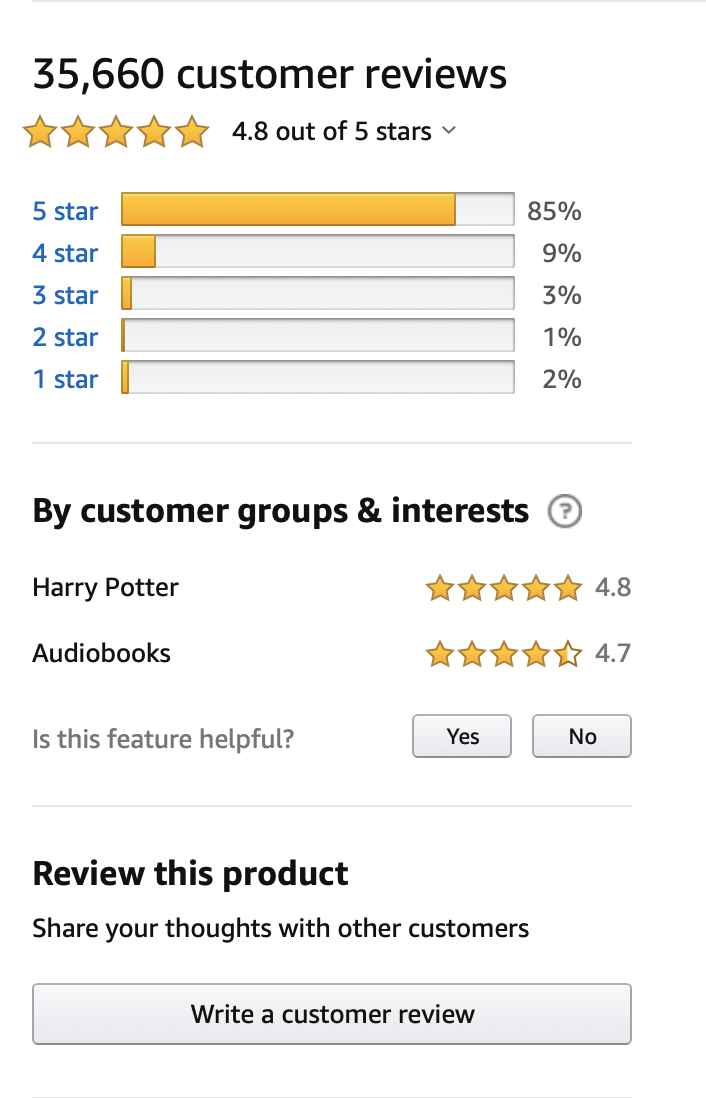 35,660 customer reviews
4.8 out of 5 stars
5 star 85%
4 star 9%
3 star 3%
2 star 1%
1 star 2%
By customer groups & interests ?
Harry Potter 4.8
Audiobooks 4.7
Is this feature helpful? Yes No
Review this product
Share your thoughts with other customers
Write a customer review